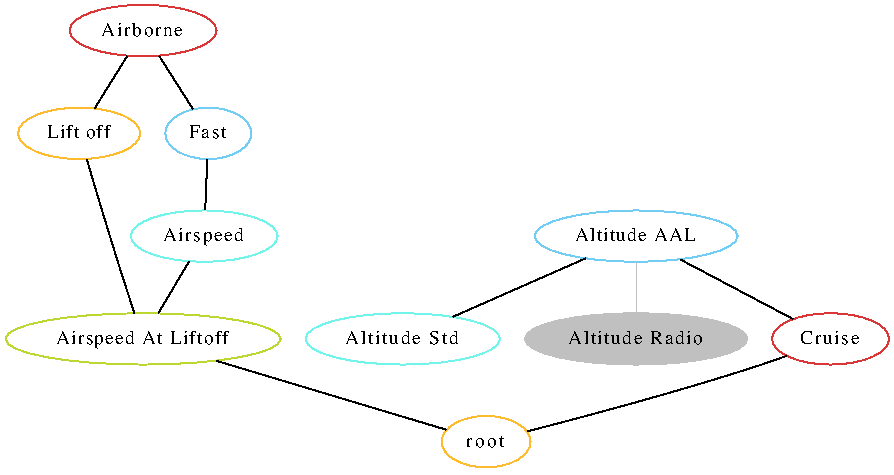 Airborne
Lift off
Fast
Airspeed
Altitude AAL
Airspeed At Liftoff
Altitude Std
Altitude Radio
Cruise
root